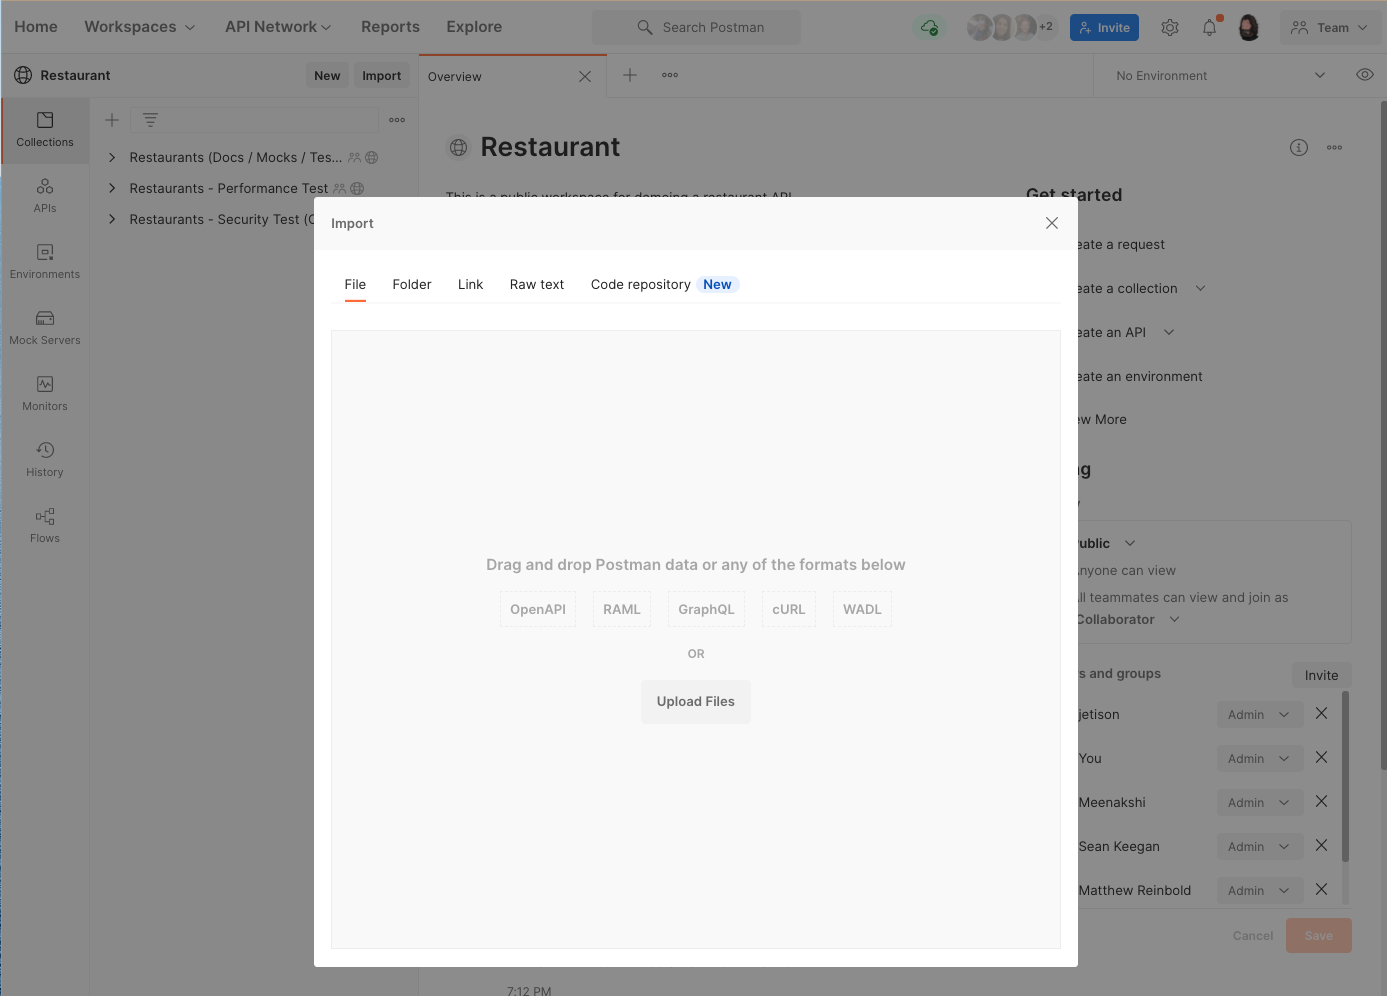 Home Workspaces API Network Reports Explore Search Postman +2 Invite Team
Restaurant New Import Overview No Environment
Collections
APIs
Environments
Mock Servers
Monitors
History
Flows
Restaurants (Docs / Mocks / Tes...
Restaurants - Performance Test
Restaurants - Security Test (
Restaurant
This is a public workspace for demoing a restaurant API
Import
File Folder Link Raw text Code repository New
Drag and drop Postman data or any of the formats below
OpenAPI RAML GraphQL cURL WADL
OR
Upload Files
Get started
eate a request
eate a collection
eate an API
eate an environment
ew More
ng
ublic
nyone can view
ll teammates can view and join as
Collaborator
s and groups Invite
jetison Admin
You Admin
Meenakshi Admin
Sean Keegan Admin
Matthew Reinbold Admin
Cancel Save
7:12 PM